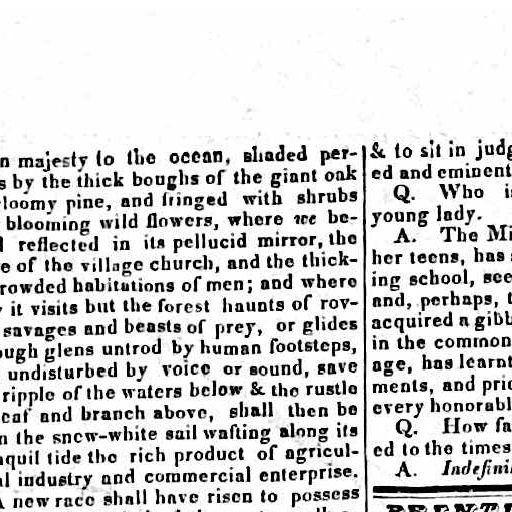 n majesty to the ocean, shaded per-
s by the thick boughs of the giant oak
loomy pine, and fringed with shrubs
blooming wild flowers, where we be-
l reflected in its pellucid mirror, the
e of the village church, and the thick-
rowded habitations of men; and where
it visits but the forest haunts of rov-
savages and beasts of prey, or glides
ough glens untrod by human footsteps,
undisturbed by voice or sound, save
ripple of the waters below & the rustle
eaf and branch above, shall then be
n the snow-white sail wafting along its
quil tide the rich product of agricul-
al industry and commercial enterprise.
A new race shall have risen to possess
& to sit in judg
ed and eminent
Q. Who is
young lady.
A. The Mi
her teens, has
ing school, see
and, perhaps, t
acquired a gibb
in the common
age, has learnt
ments, and prid
every honorabl
Q. How fa
ed to the times
A. Indefini